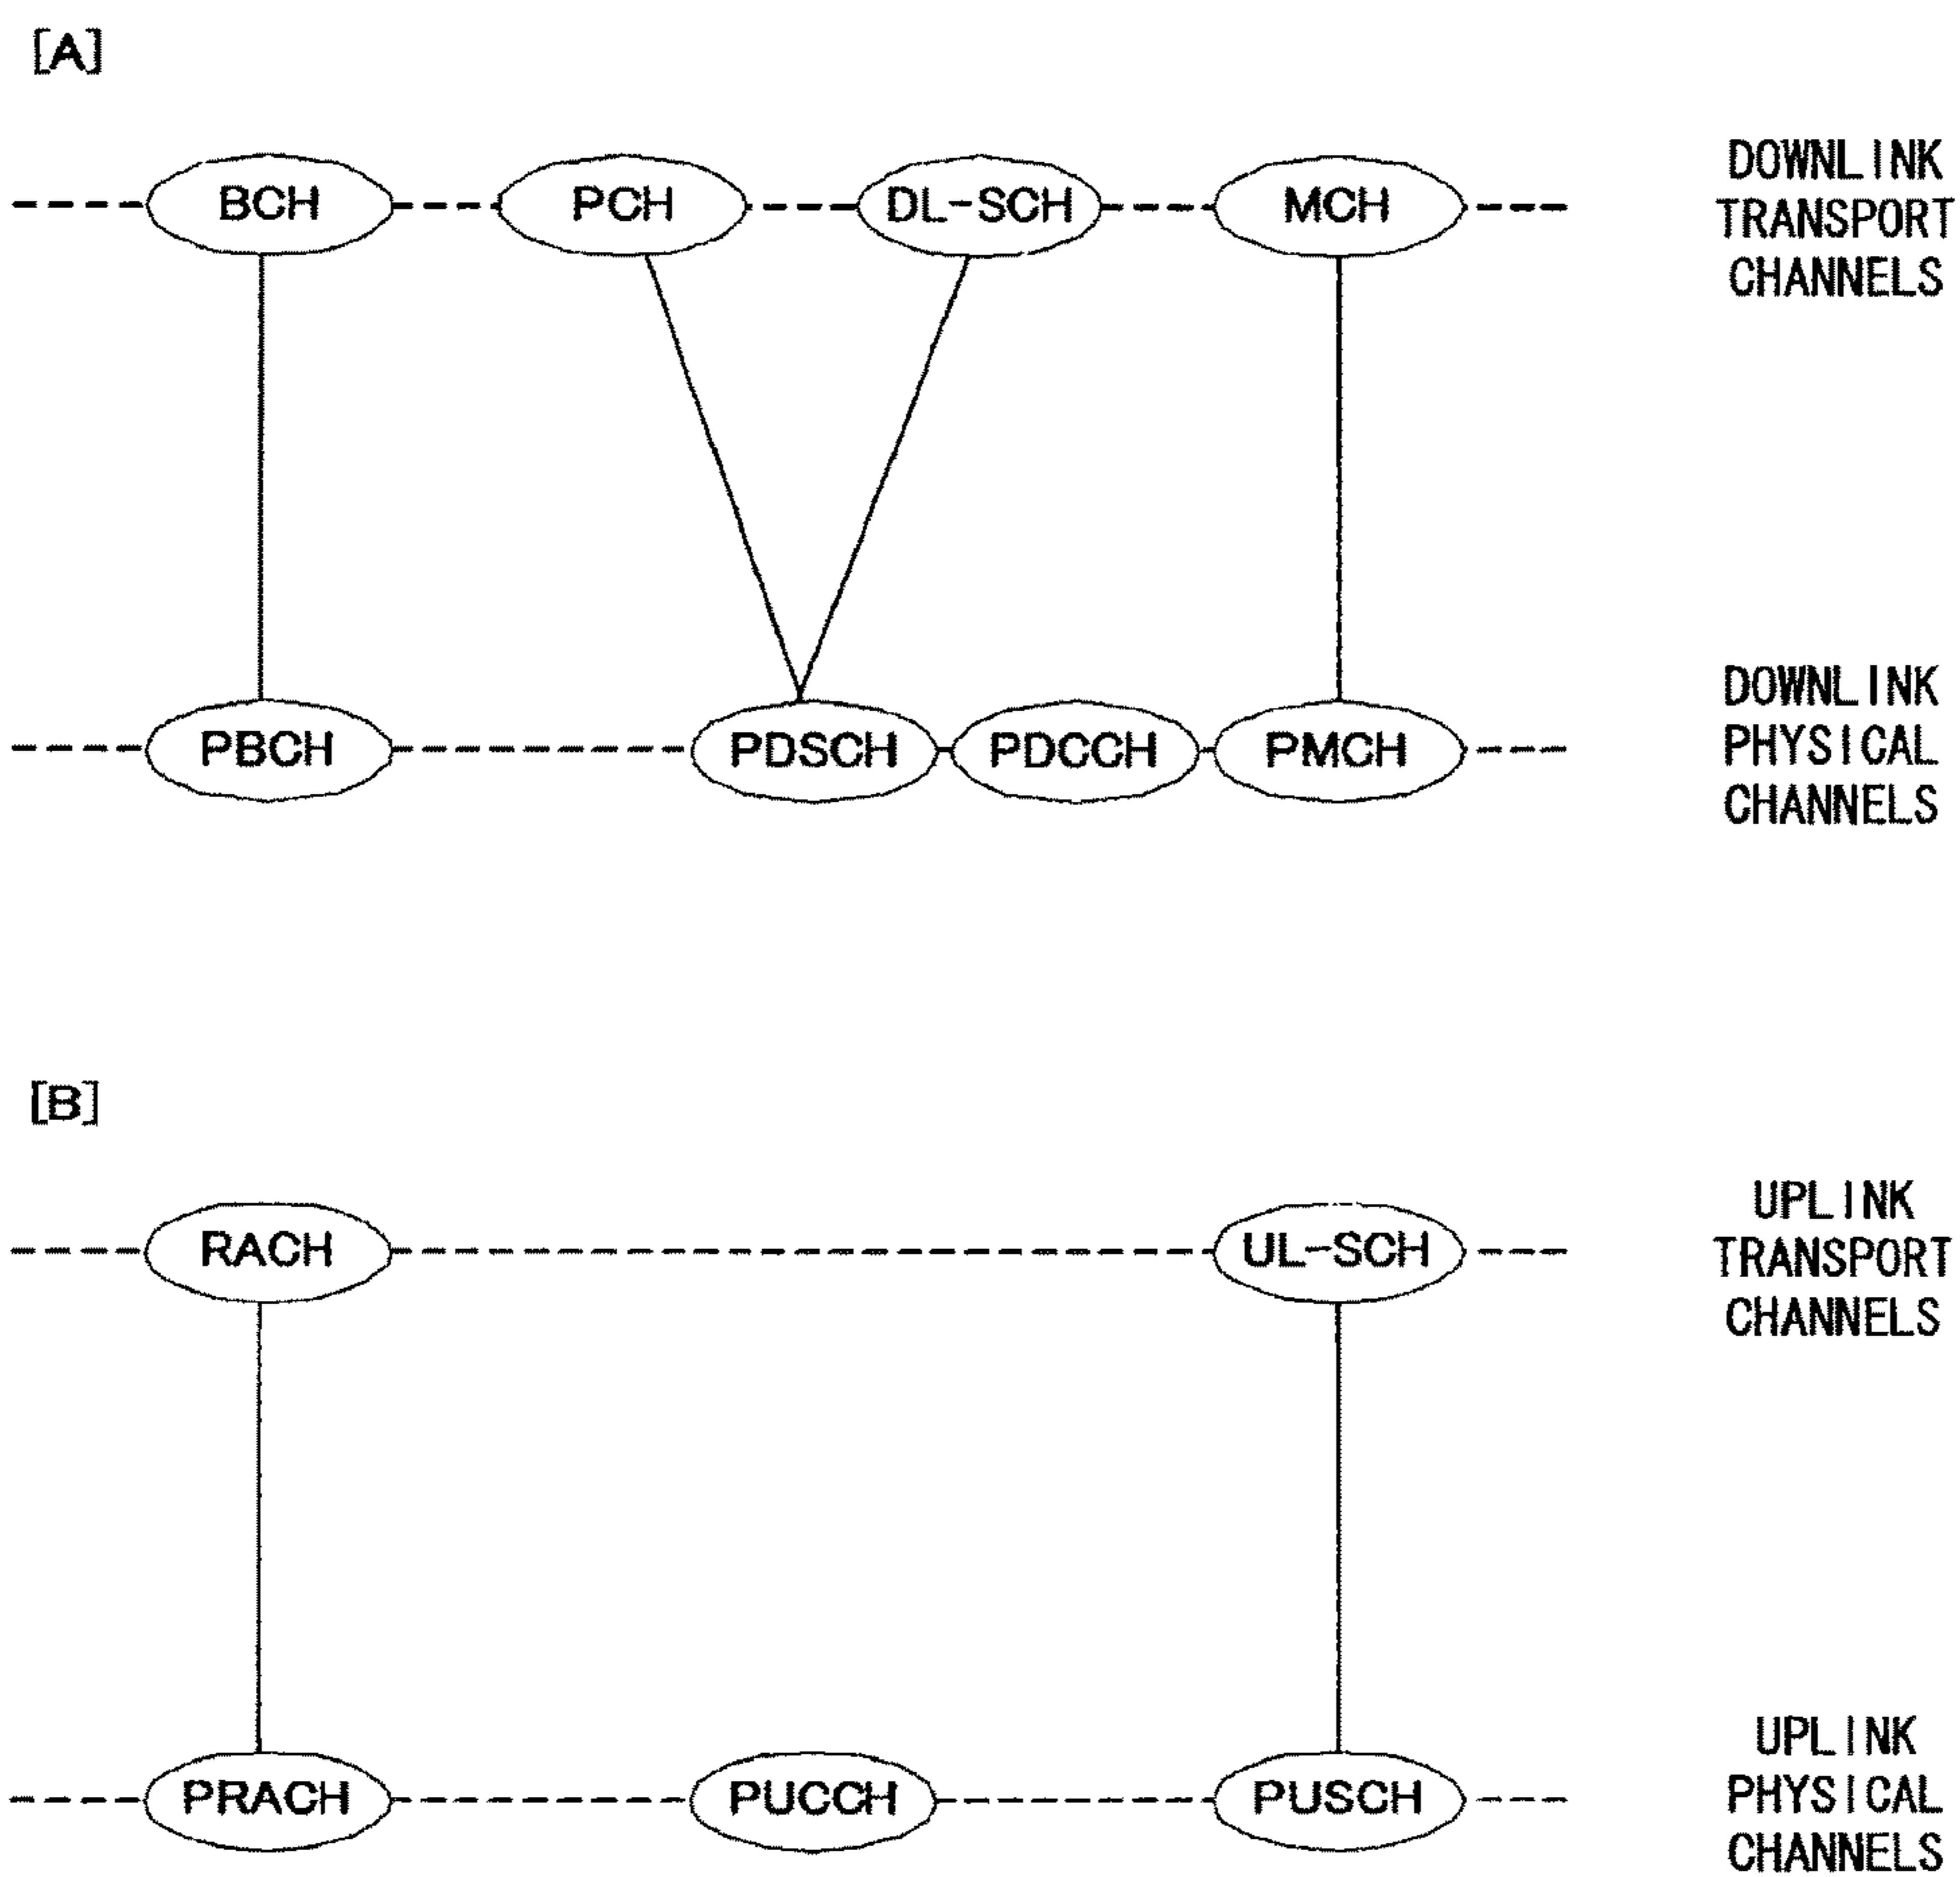 [A]
BCH PCH DL-SCH MCH
DOWNLINK
TRANSPORT
CHANNELS
PBCH PDSCH PDCCH PMCH
DOWNLINK
PHYSICAL
CHANNELS
[B]
RACH UL-SCH
UPLINK
TRANSPORT
CHANNELS
PRACH PUCCH PUSCH
UPLINK
PHYSICAL
CHANNELS